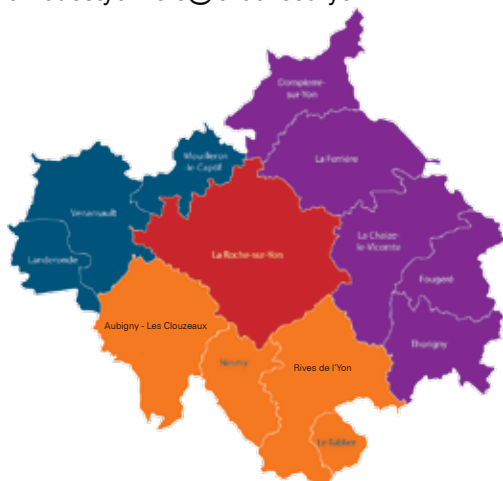 Dompierre-
sur-Yon
Mouilleron
le-Captif
La Ferrière
Venansault
La Chaize-
le-Vicomte
Landeronde
La Roche-sur-Yon
Fougeré
Aubigny - Les Clouzeaux
Thorigny
Nesmy
Rives de l'Yon
Le Tablier